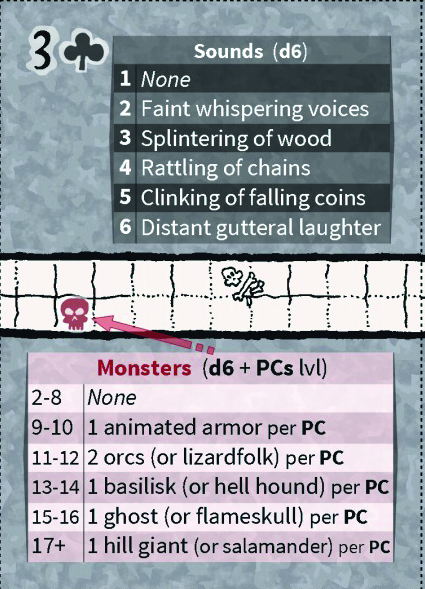 3♣
Sounds (d6)
1 None
2 Faint whispering voices
3 Splintering of wood
4 Rattling of chains
5 Clinking of falling coins
6 Distant gutteral laughter
Monsters (d6 + PCs lvl)
2-8 None
9-10 1 animated armor per PC
11-12 2 orcs (or lizardfolk) per PC
13-14 1 basilisk (or hell hound) per PC
15-16 1 ghost (or flameskull) per PC
17+ 1 hill giant (or salamander) per PC